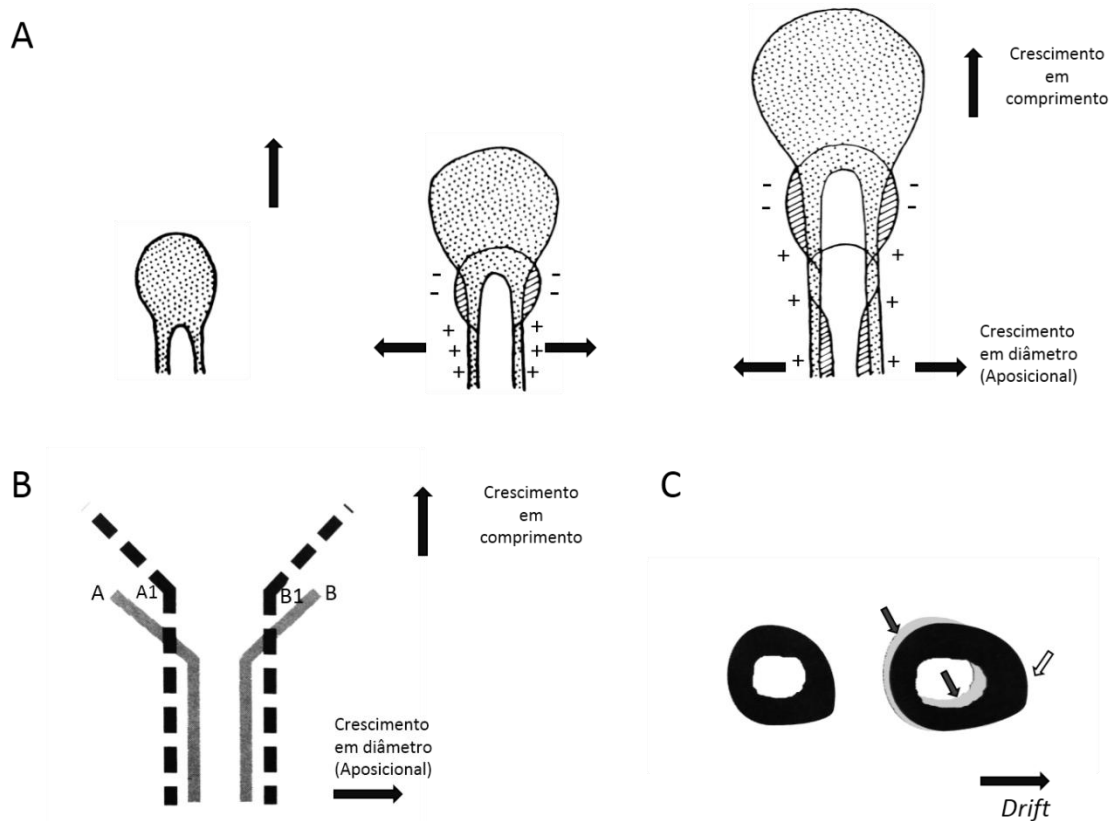 A
Crescimento
em
comprimento
-
-
-
-
+
+
+
+
+
+
-
-
-
-
+
+
+
+
+
+
Crescimento
em diâmetro
(Aposicional)
B
Crescimento
em
comprimento
A
A1
B1
B
Crescimento
em diâmetro
(Aposicional)
C
Drift